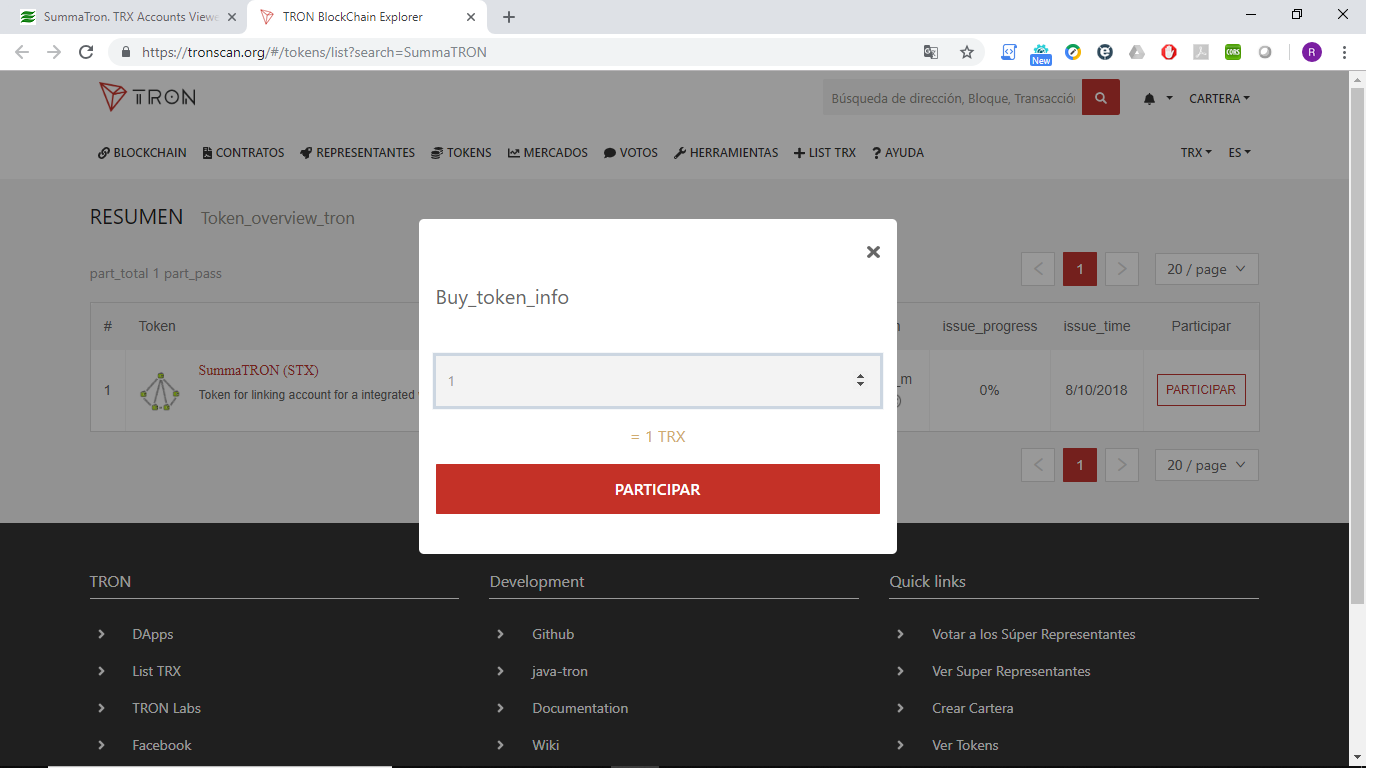 SummaTron. TRX Accounts Viewe
TRON BlockChain Explorer
https://tronscan.org/#/tokens/list?search=SummaTRON
New
CORS
R
TRON
Búsqueda de dirección, Bloque, Transacción
CARTERA
BLOCKCHAIN CONTRATOS REPRESENTANTES TOKENS MERCADOS VOTOS HERRAMIENTAS LIST TRX AYUDA TRX ES
RESUMEN Token_overview_tron
part_total 1 part_pass
1 20 / page
Buy_token_info
# Token issue_progress issue_time Participar
SummaTRON (STX)
1 Token for linking account for a integrated 0% 8/10/2018 PARTICIPAR
1
= 1 TRX
PARTICIPAR
1 20 / page
TRON Development Quick links
DApps Github Votar a los Súper Representantes
List TRX java-tron Ver Super Representantes
TRON Labs Documentation Crear Cartera
Facebook Wiki Ver Tokens